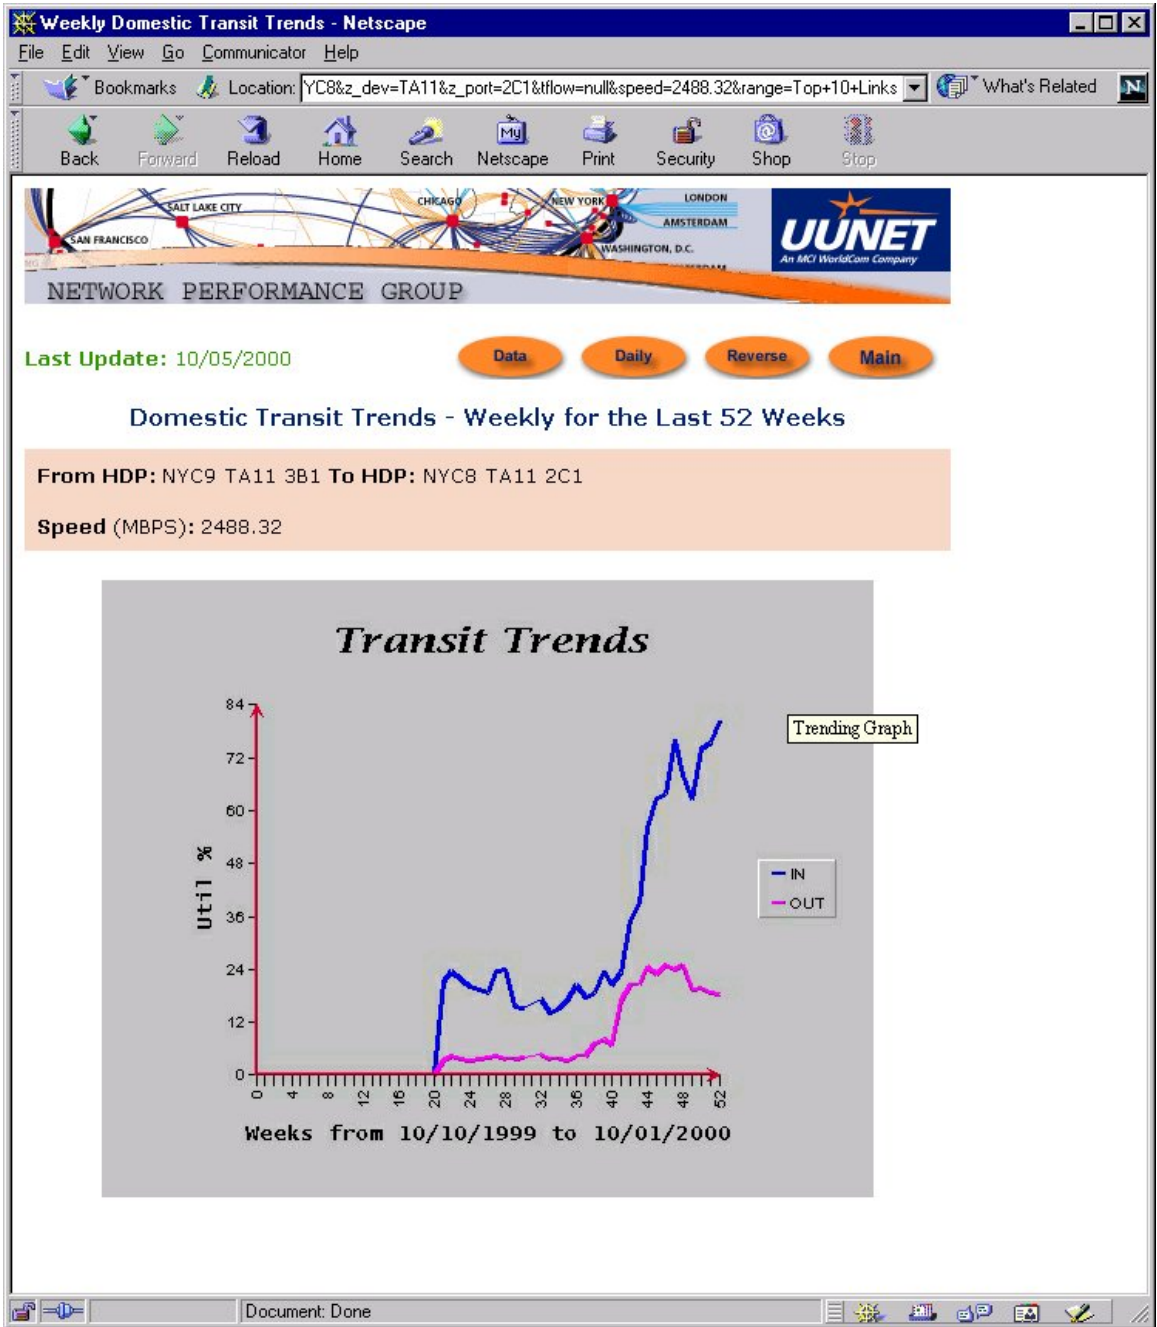 Weekly Domestic Transit Trends - Netscape
File Edit View Go Communicator Help
Bookmarks Location: YC8&z_dev=TA11&z_port=2C1&tflow=null&speed=2488.32&range=Top+10+Links What's Related N
Back Forward Reload Home Search Netscape Print Security Shop Stop
My
SALT LAKE CITY CHICAGO NEW YORK LONDON
AMSTERDAM
SAN FRANCISCO WASHINGTON, D.C.
UUNET
An MCI WorldCom Company
NETWORK PERFORMANCE GROUP
Last Update: 10/05/2000 Data Daily Reverse Main
Domestic Transit Trends - Weekly for the Last 52 Weeks
From HDP: NYC9 TA11 3B1 To HDP: NYC8 TA11 2C1
Speed (MBPS): 2488.32
Transit Trends
84
Trending Graph
72
60
48
36
24
12
0
Util %
IN
OUT
0 4 8 12 16 20 24 28 32 36 40 44 48 52
Weeks from 10/10/1999 to 10/01/2000
Document: Done